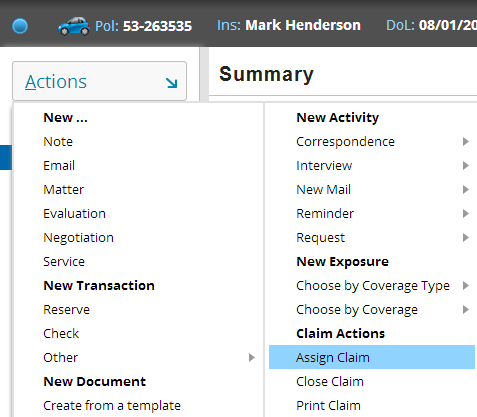 Pol: 53-263535 Ins: Mark Henderson DoL: 08/01/20
Actions
Summary
New ...
Note
Email
Matter
Evaluation
Negotiation
Service
New Transaction
Reserve
Check
Other
New Document
Create from a template
New Activity
Correspondence
Interview
New Mail
Reminder
Request
New Exposure
Choose by Coverage Type
Choose by Coverage
Claim Actions
Assign Claim
Close Claim
Print Claim